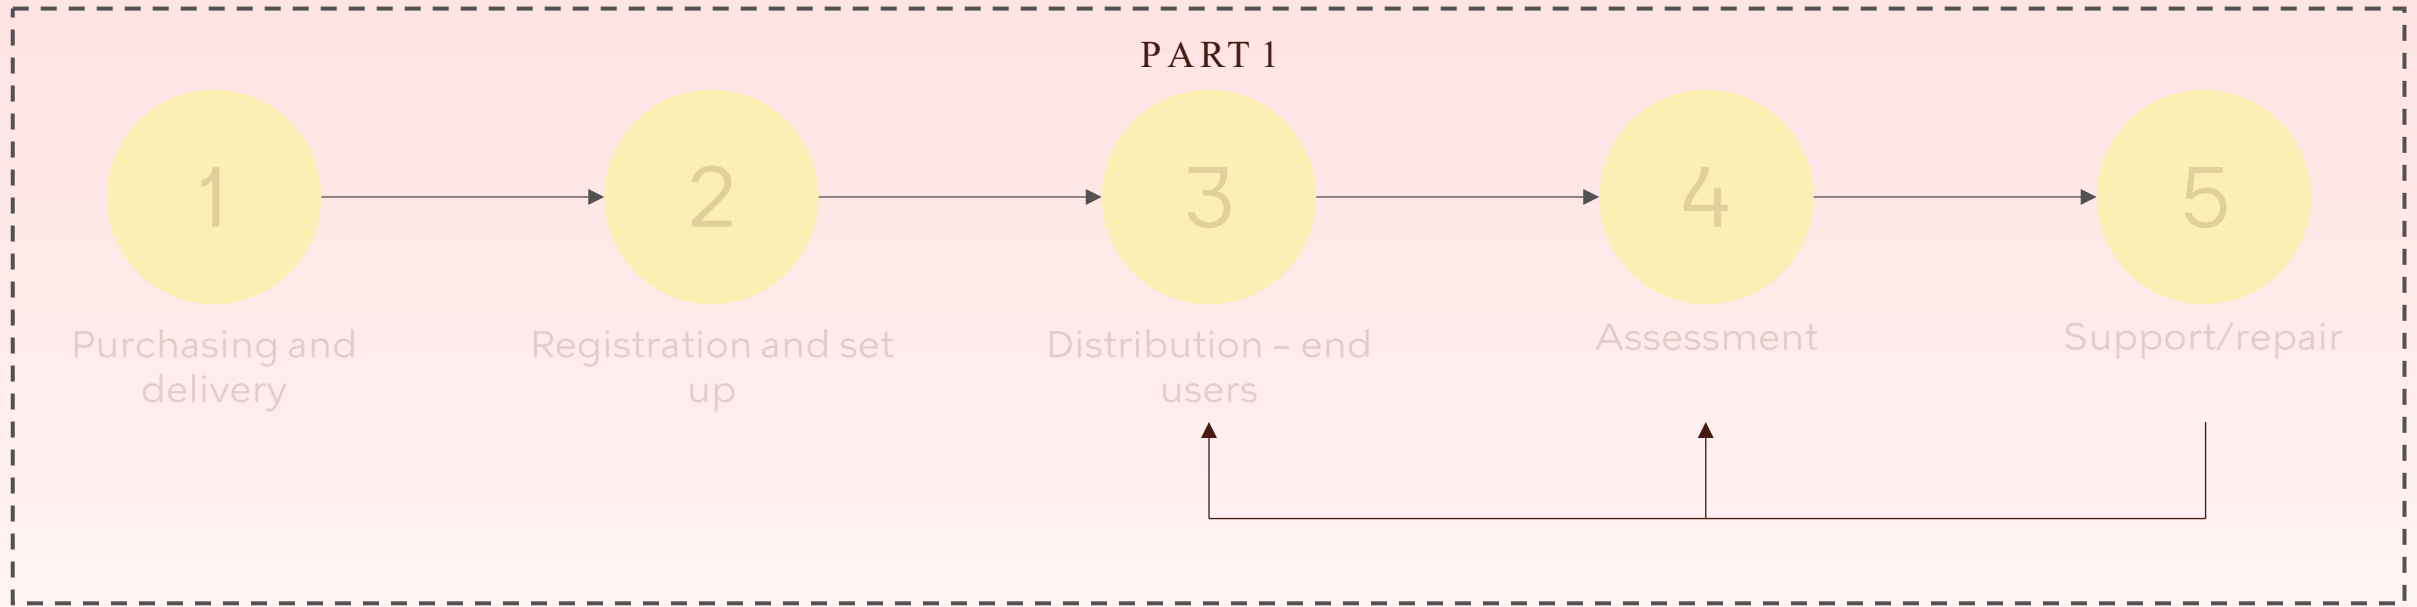 PART 1
1
2
3
4
5
Purchasing and
delivery
Registration and set
up
Distribution – end
users
Assessment
Support/repair